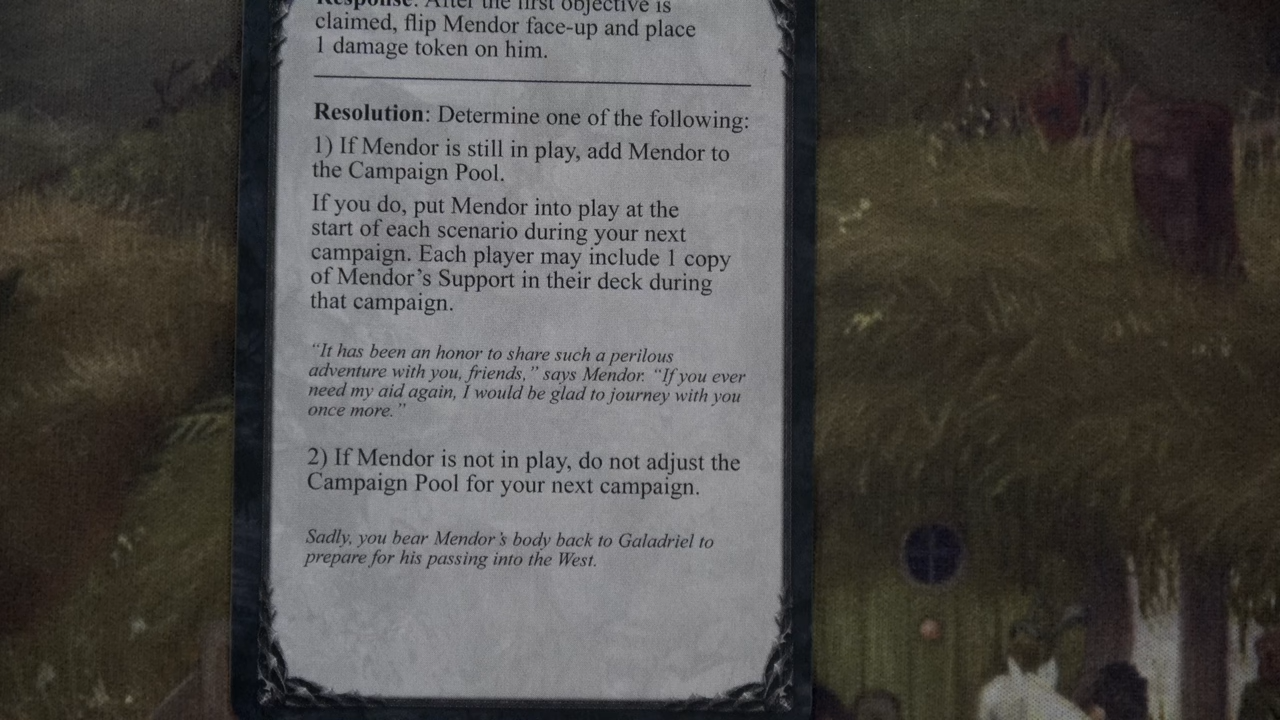 Response: After the first objective is
claimed, flip Mendor face-up and place
1 damage token on him.
Resolution: Determine one of the following:
1) If Mendor is still in play, add Mendor to
the Campaign Pool.
If you do, put Mendor into play at the
start of each scenario during your next
campaign. Each player may include 1 copy
of Mendor’s Support in their deck during
that campaign.
“It has been an honor to share such a perilous
adventure with you, friends,” says Mendor. “If you ever
need my aid again, I would be glad to journey with you
once more.”
2) If Mendor is not in play, do not adjust the
Campaign Pool for your next campaign.
Sadly, you bear Mendor’s body back to Galadriel to
prepare for his passing into the West.